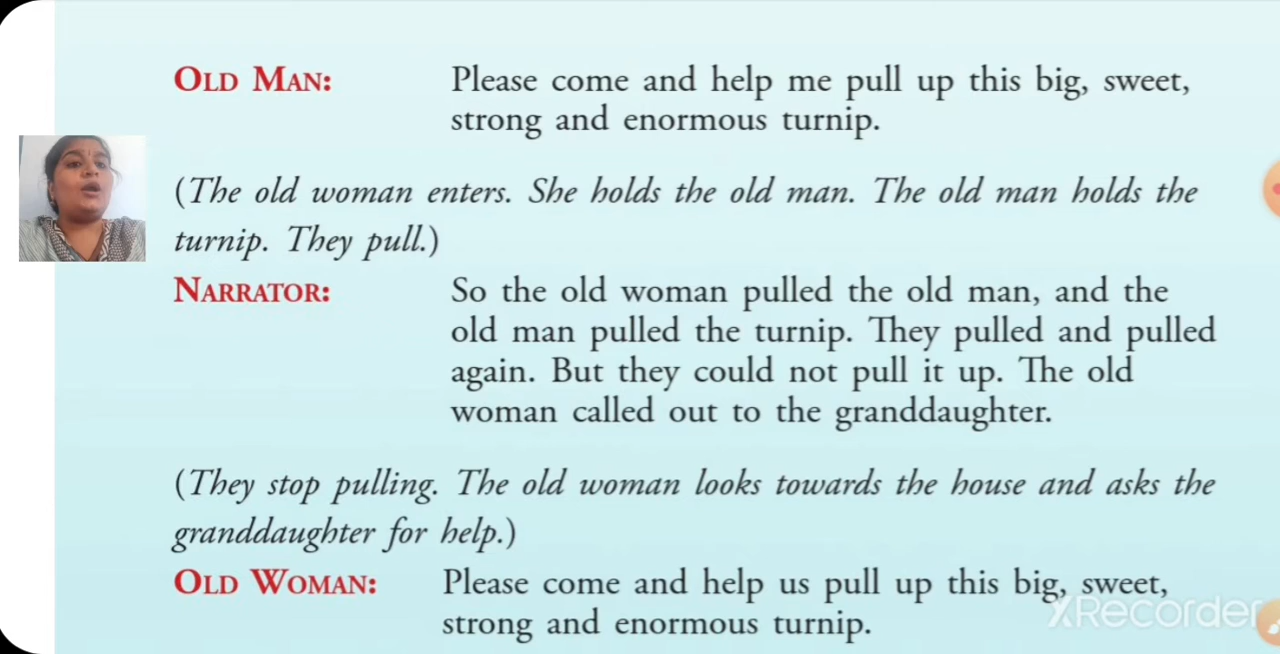 OLD MAN: Please come and help me pull up this big, sweet,
strong and enormous turnip.
(The old woman enters. She holds the old man. The old man holds the
turnip. They pull.)
NARRATOR: So the old woman pulled the old man, and the
old man pulled the turnip. They pulled and pulled
again. But they could not pull it up. The old
woman called out to the granddaughter.
(They stop pulling. The old woman looks towards the house and asks the
granddaughter for help.)
OLD WOMAN: Please come and help us pull up this big, sweet,
strong and enormous turnip.
XRecorder